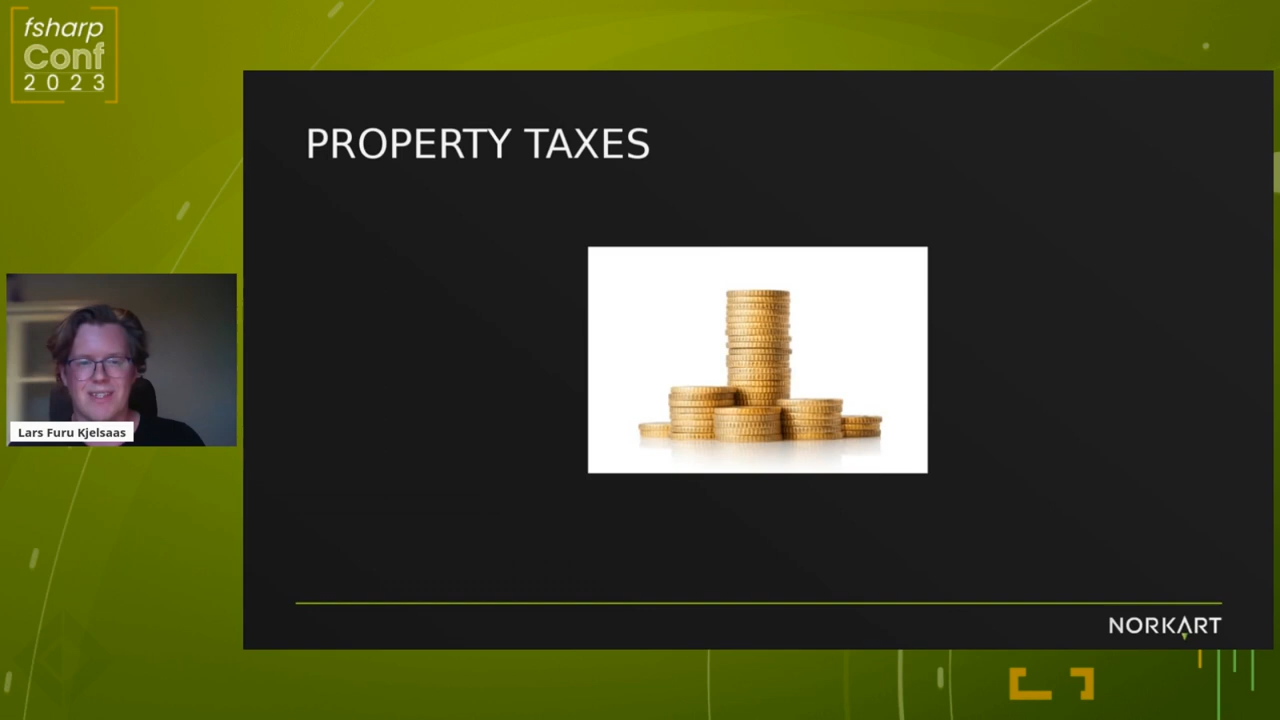 fsharp
Conf
2023
PROPERTY TAXES
Lars Furu Kjelsaas
NORKART